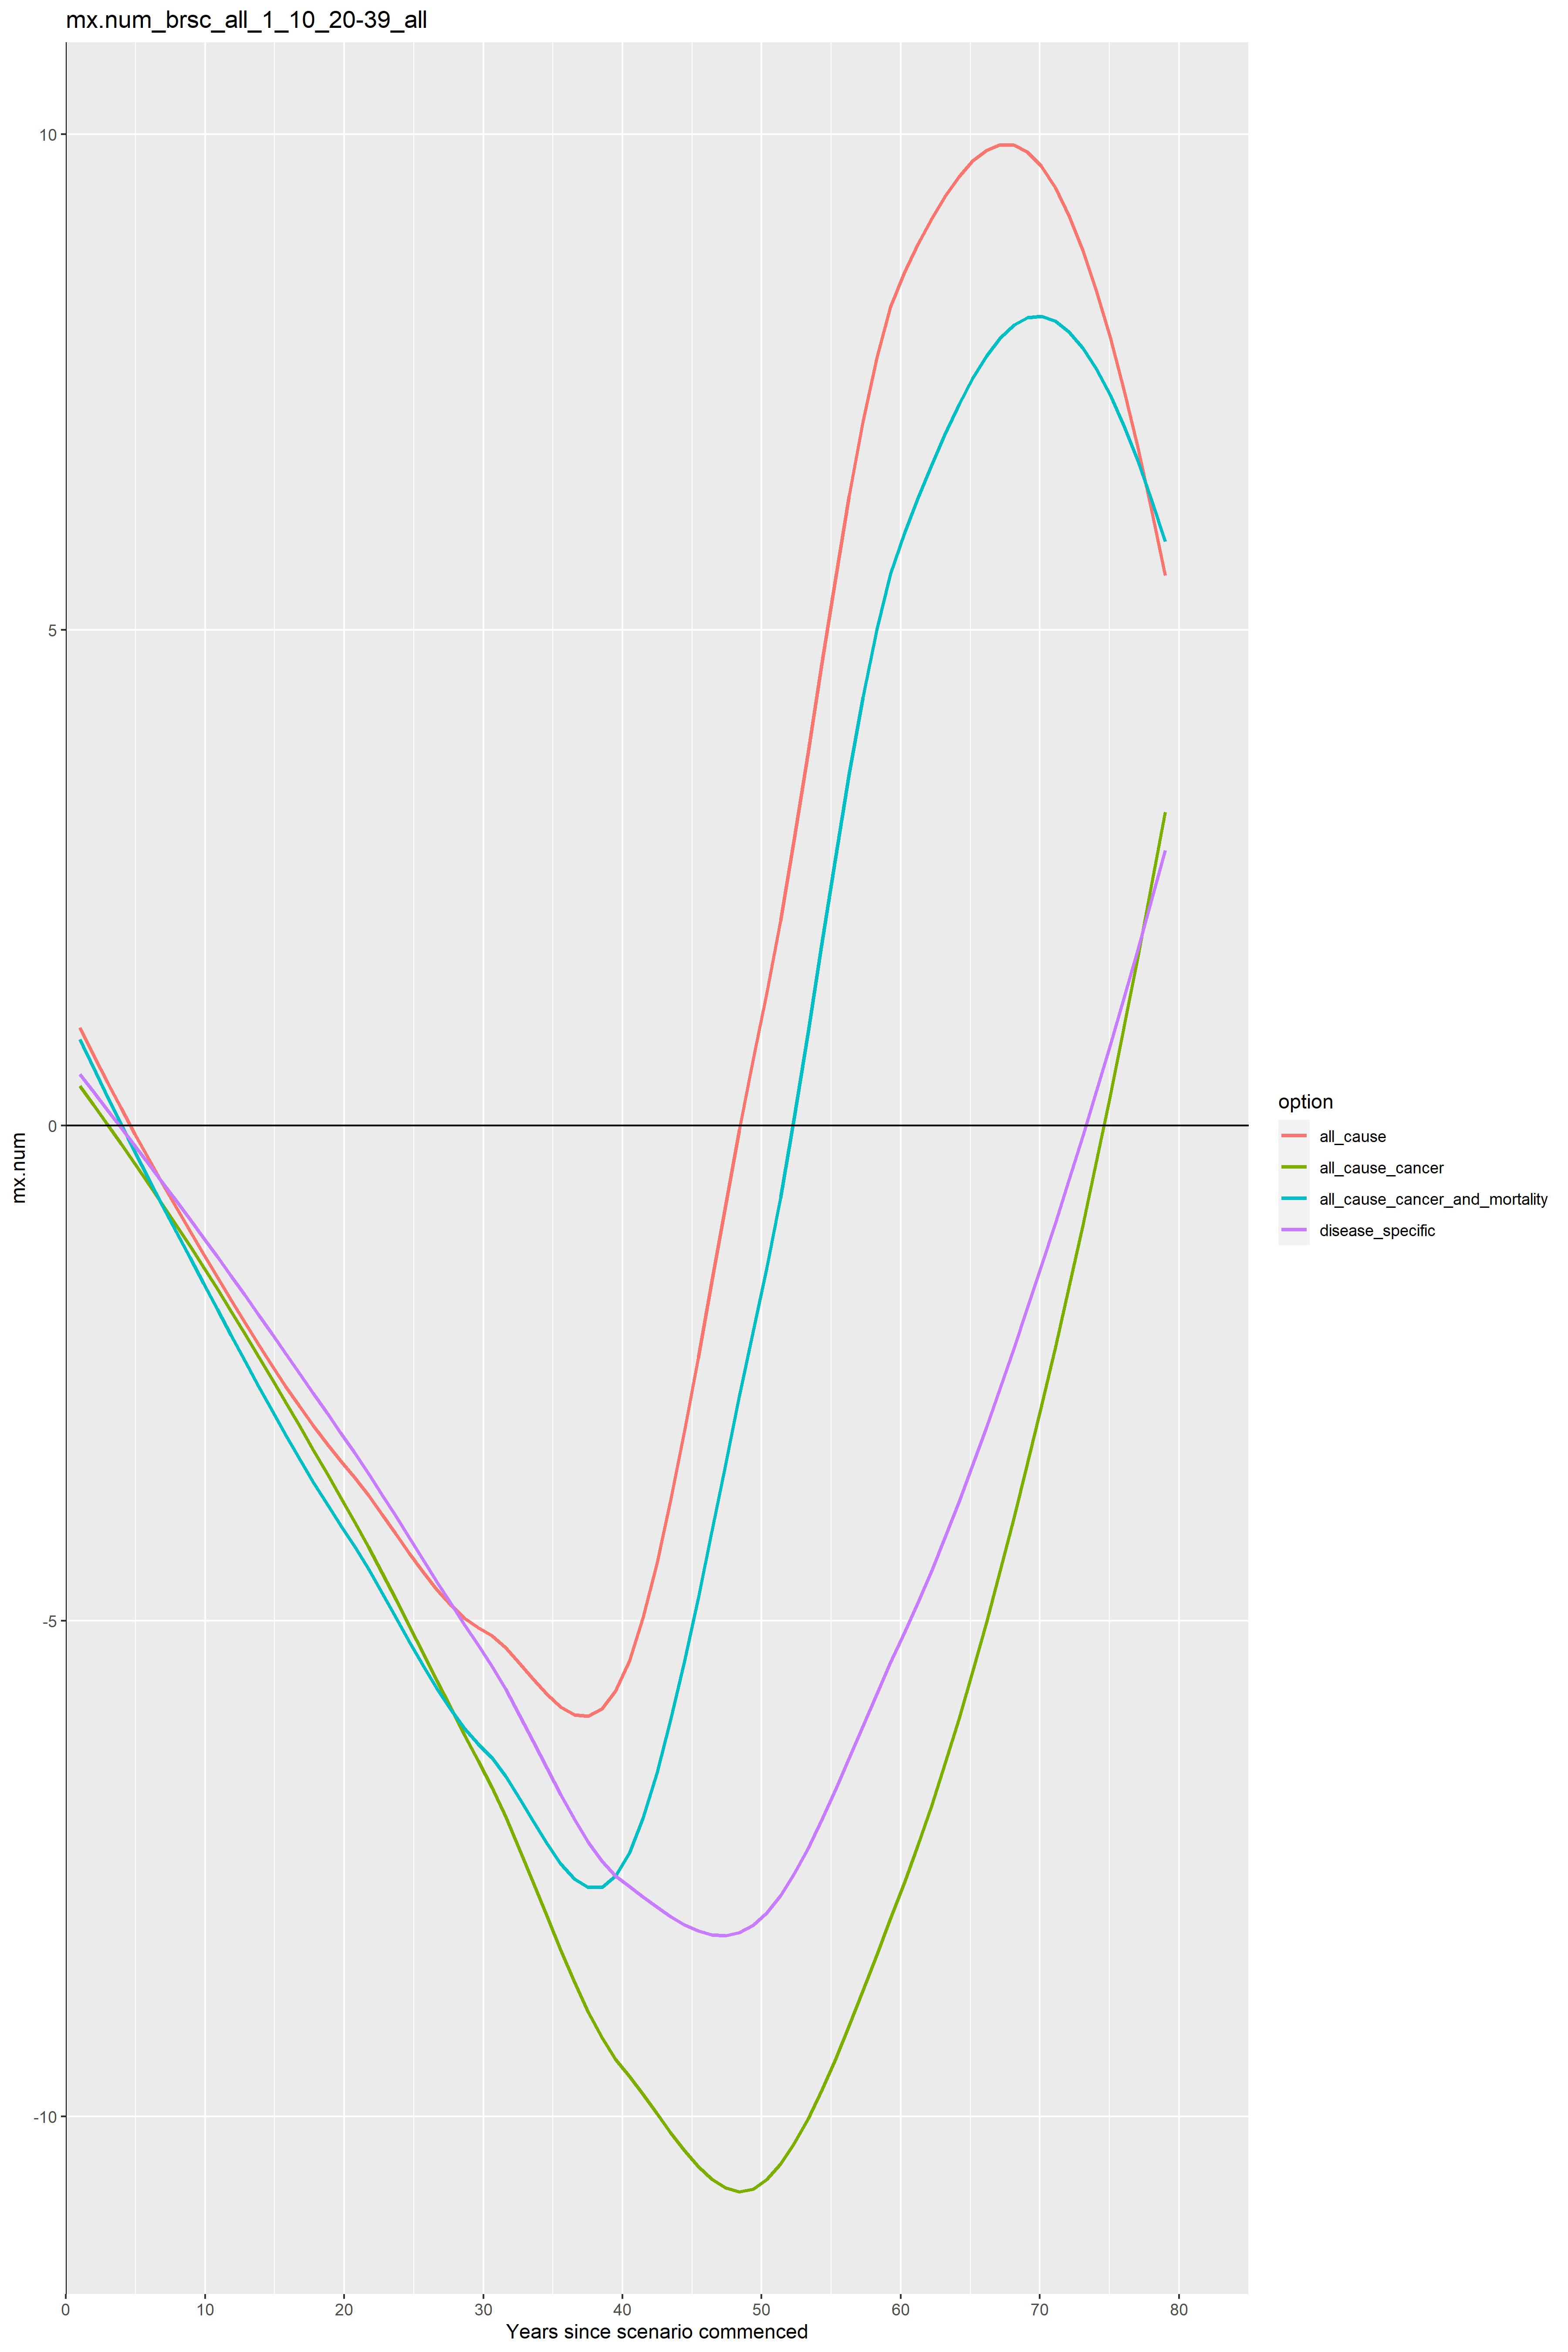 mx.num_brsc_all_1_10_20-39_all
10
5
0
-5
-10
mx.num
0 10 20 30 40 50 60 70 80
Years since scenario commenced
option
all_cause
all_cause_cancer
all_cause_cancer_and_mortality
disease_specific